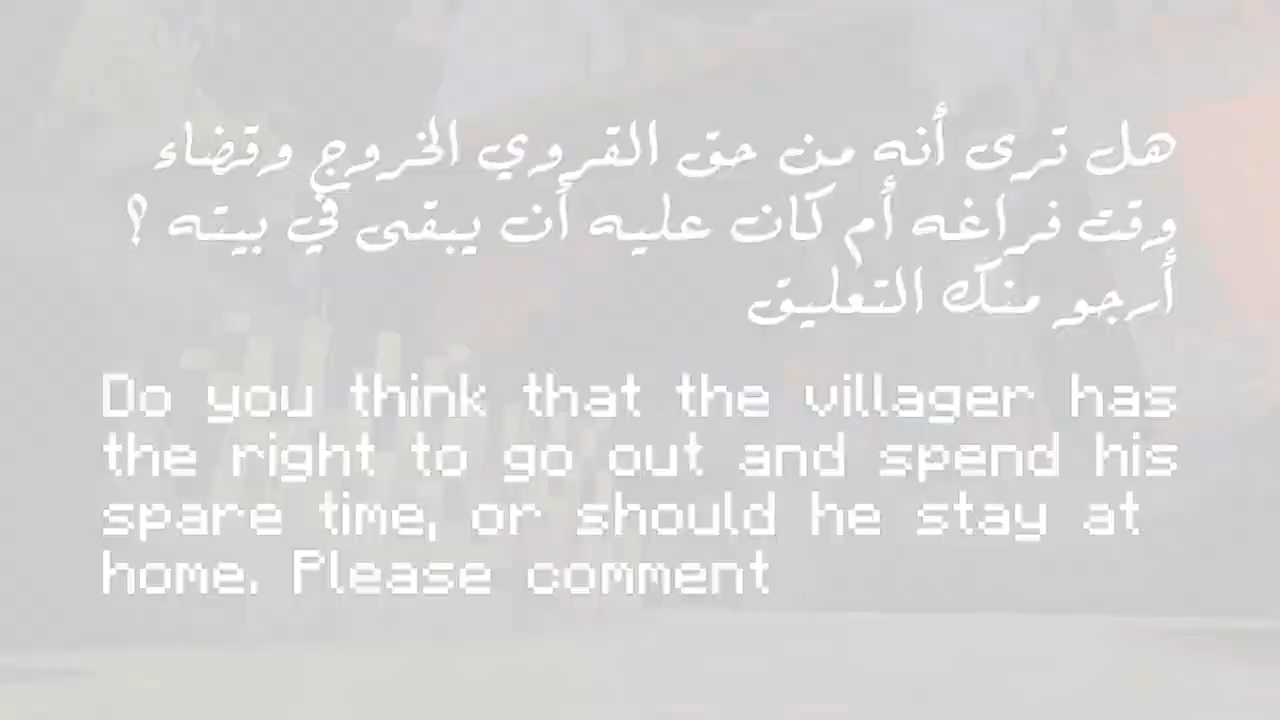 هل ترى أنه من حق القروي الخروج وقضاء
وقت فراغه أم كان عليه أن يبقى في بيته ؟
أرجو منك التعليق
Do you think that the villager has
the right to go out and spend his
spare time, or should he stay at
home. Please comment